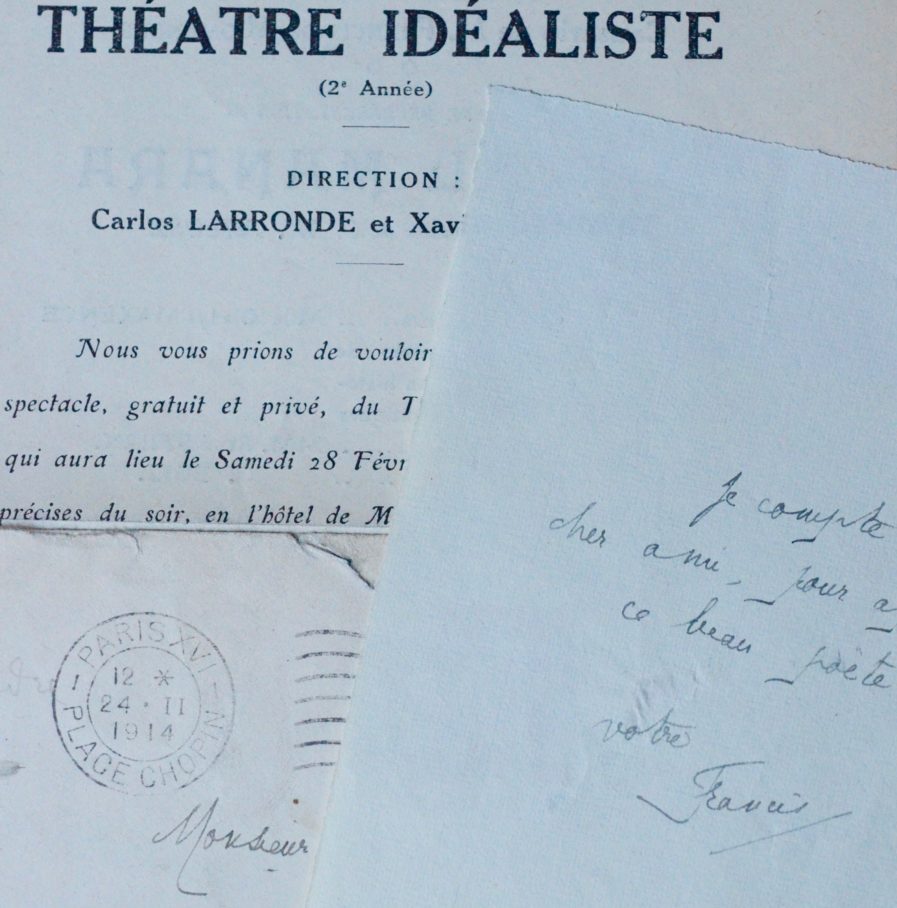 THÉATRE IDÉALISTE
(2e Année)
DIRECTION :
Carlos LARRONDE et Xav
Nous vous prions de vouloir
spectacle, gratuit et privé, du T
qui aura lieu le Samedi 28 Févr
précises du soir, en l'hôtel de M
PARIS XVI
12 *
24 · II
1914
PLACE CHOPIN
Monsieur
Je compte
cher ami, pour a
ce beau poète
votre
Francis